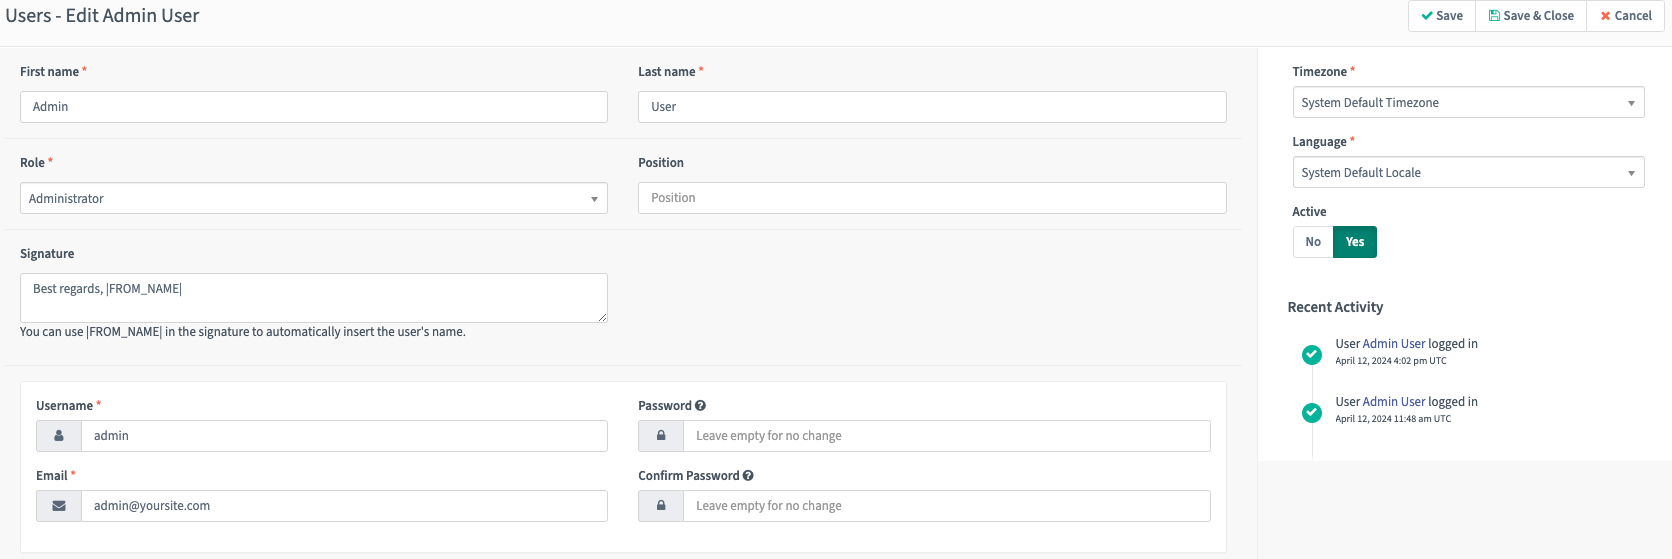 Users - Edit Admin User
Save
Save & Close
Cancel
First name *
Admin
Last name *
User
Role *
Administrator
Position
Position
Signature
Best regards, |FROM_NAME|
You can use |FROM_NAME| in the signature to automatically insert the user's name.
Username *
admin
Password
Leave empty for no change
Email *
admin@yoursite.com
Confirm Password
Leave empty for no change
Timezone *
System Default Timezone
Language *
System Default Locale
Active
No Yes
Recent Activity
User Admin User logged in
April 12, 2024 4:02 pm UTC
User Admin User logged in
April 12, 2024 11:48 am UTC